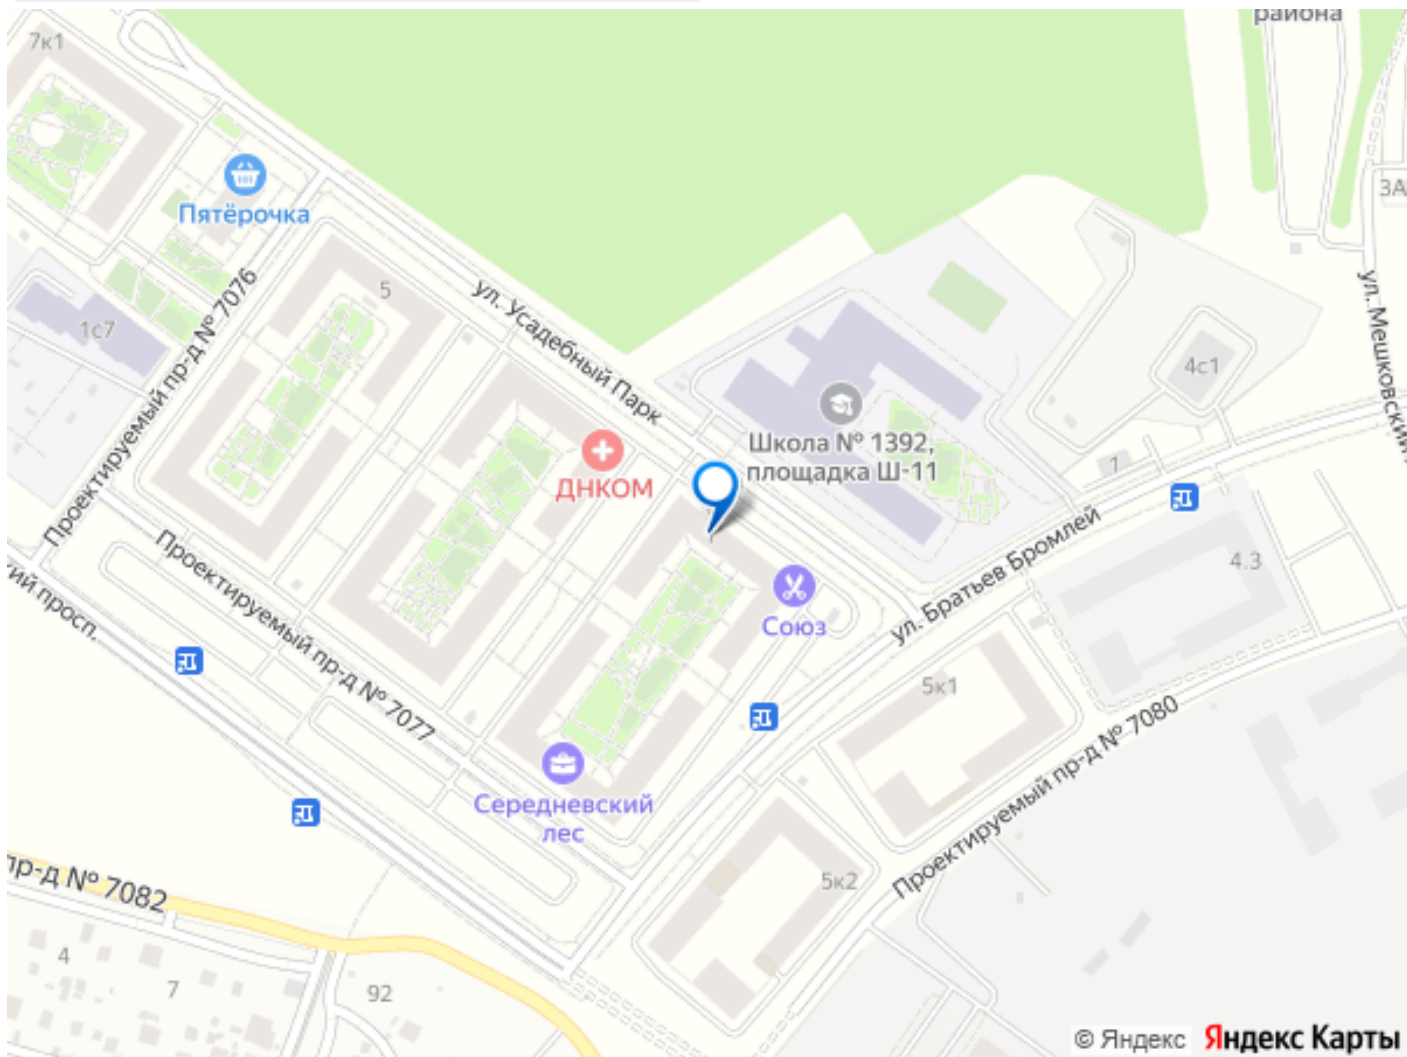 района
7к1
Пятёрочка
ЗА
5
ул. Усадебный Парк
Проектируемый пр-д № 7076
1с7
ул. Мешковский
4с1
Школа № 1392,
площадка Ш-11
1
ДНКОМ
ул. Братьев Бромлей
4.3
Союз
Проектируемый пр-д № 7077
ий просп.
5к1
Проектируемый пр-д № 7080
Середневский
лес
5к2
пр-д № 7082
4
7
92
© Яндекс Яндекс Карты